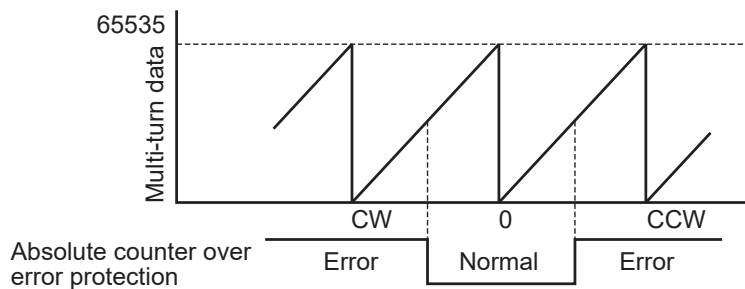 65535
Multi-turn data
CW 0 CCW
Absolute counter over
error protection
Error Normal Error